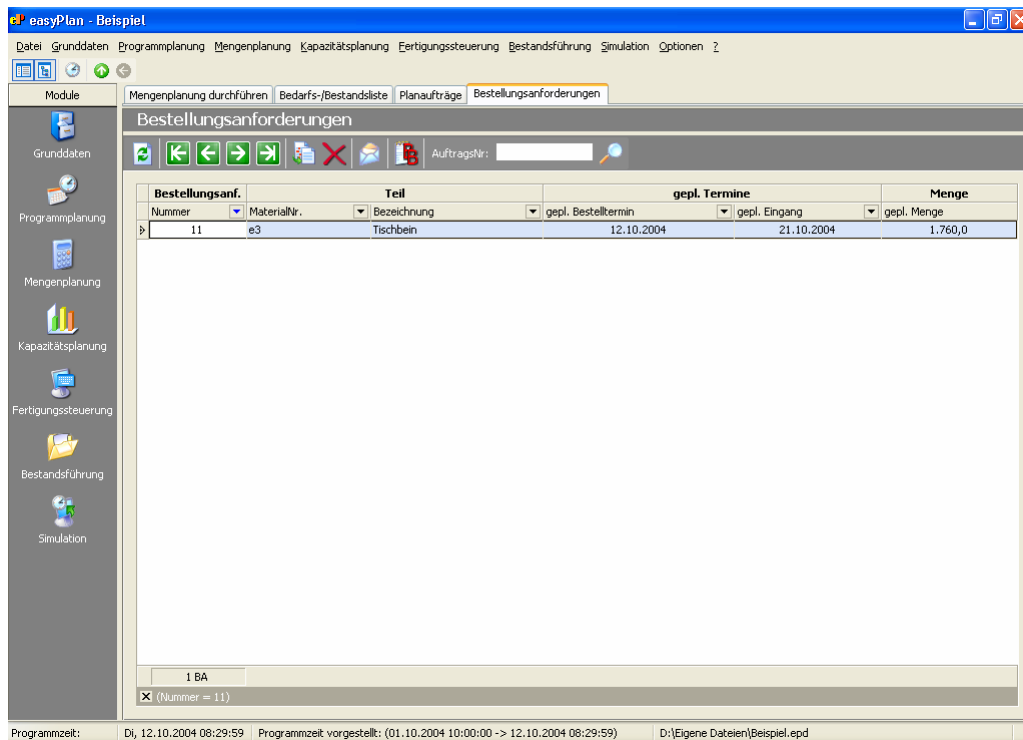 eP easyPlan - Beispiel
Datei Grunddaten Programmplanung Mengenplanung Kapazitätsplanung Fertigungssteuerung Bestandsführung Simulation Optionen ?
Module
Mengenplanung durchführen Bedarfs-/Bestandsliste Planaufträge Bestellungsanforderungen
Bestellungsanforderungen
AuftragsNr:
Bestellungsanf. Teil gepl. Termine Menge
Nummer MaterialNr. Bezeichnung gepl. Bestelltermin gepl. Eingang gepl. Menge
11 e3 Tischbein 12.10.2004 21.10.2004 1.760,0
Grunddaten
Programmplanung
Mengenplanung
Kapazitätsplanung
Fertigungssteuerung
Bestandsführung
Simulation
1 BA
(Nummer = 11)
Programmzeit: Di, 12.10.2004 08:29:59 Programmzeit vorgestellt: (01.10.2004 10:00:00 -> 12.10.2004 08:29:59) D:\Eigene Dateien\Beispiel.epd